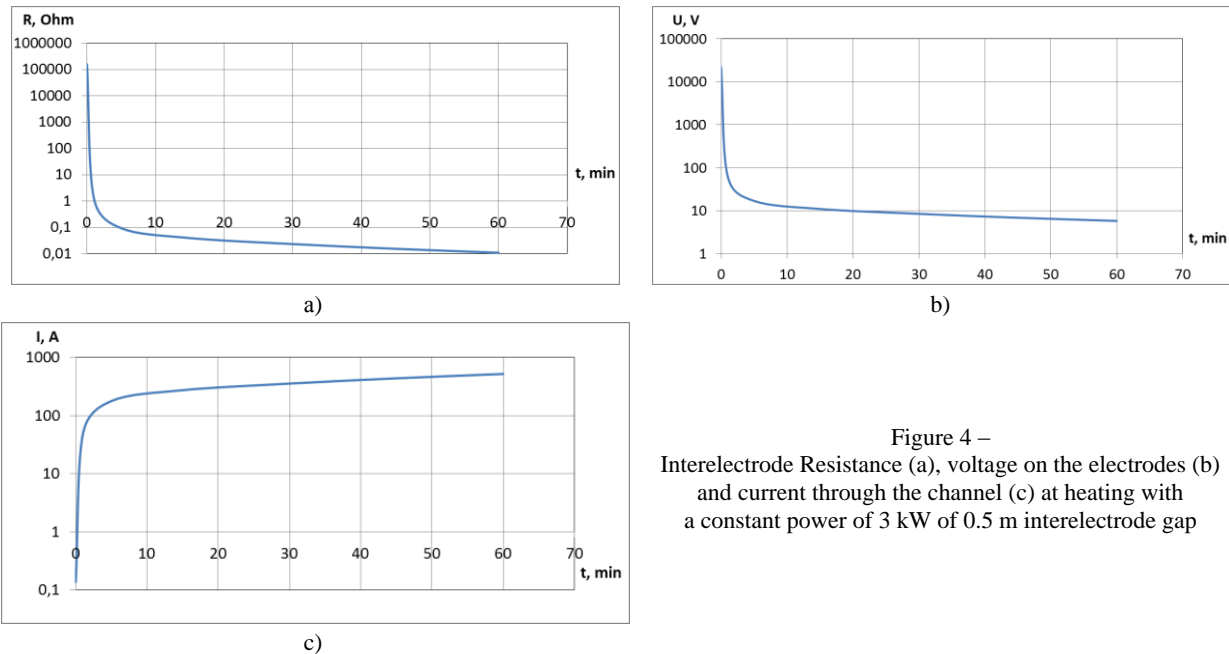 R, Ohm
1000000
100000
10000
1000
100
10
1
0,1
0,01
0 10 20 30 40 50 60 70
t, min
a)
U, V
100000
10000
1000
100
10
1
0 10 20 30 40 50 60 70
t, min
b)
I, A
1000
100
10
1
0,1
0 10 20 30 40 50 60 70
t, min
c)
Figure 4 –
Interelectrode Resistance (a), voltage on the electrodes (b)
and current through the channel (c) at heating with
a constant power of 3 kW of 0.5 m interelectrode gap